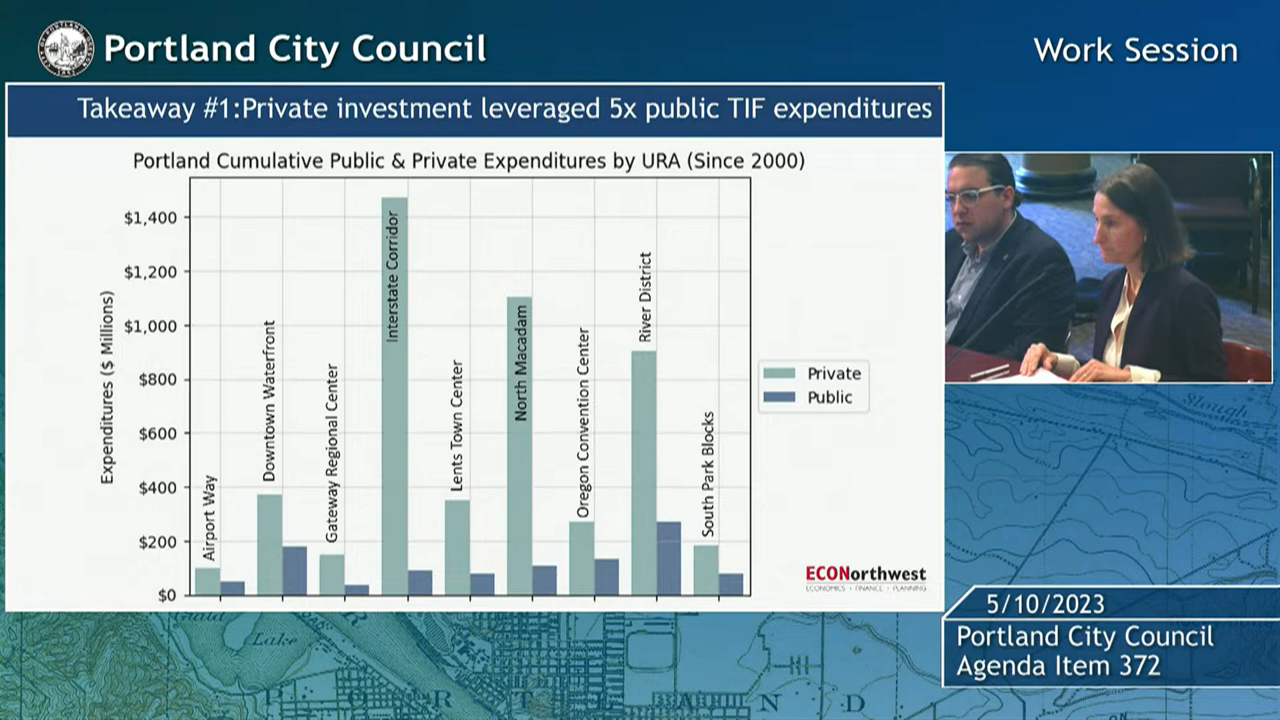 Portland City Council
Work Session
Takeaway #1:Private investment leveraged 5x public TIF expenditures
Portland Cumulative Public & Private Expenditures by URA (Since 2000)
Expenditures ($ Millions)
$1,400
$1,200
$1,000
$800
$600
$400
$200
$0
Airport Way
Downtown Waterfront
Gateway Regional Center
Interstate Corridor
Lents Town Center
North Macadam
Oregon Convention Center
River District
South Park Blocks
Private
Public
ECONorthwest
ECONOMICS • FINANCE • PLANNING
Slough
5/10/2023
Portland City Council
Agenda Item 372
Guild
Lake
P O R T L A N D